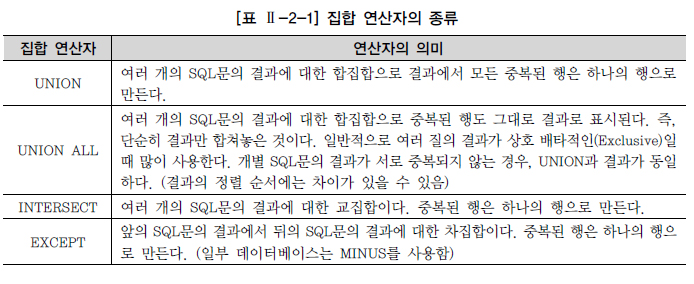 [표 Ⅱ-2-1] 집합 연산자의 종류
집합 연산자
연산자의 의미
UNION
여러 개의 SQL문의 결과에 대한 합집합으로 결과에서 모든 중복된 행은 하나의 행으로
만든다.
UNION ALL
여러 개의 SQL문의 결과에 대한 합집합으로 중복된 행도 그대로 결과로 표시된다. 즉,
단순히 결과만 합쳐놓은 것이다. 일반적으로 여러 질의 결과가 상호 배타적인(Exclusive)일
때 많이 사용한다. 개별 SQL문의 결과가 서로 중복되지 않는 경우, UNION과 결과가 동일
하다. (결과의 정렬 순서에는 차이가 있을 수 있음)
INTERSECT
여러 개의 SQL문의 결과에 대한 교집합이다. 중복된 행은 하나의 행으로 만든다.
EXCEPT
앞의 SQL문의 결과에서 뒤의 SQL문의 결과에 대한 차집합이다. 중복된 행은 하나의 행으
로 만든다. (일부 데이터베이스는 MINUS를 사용함)